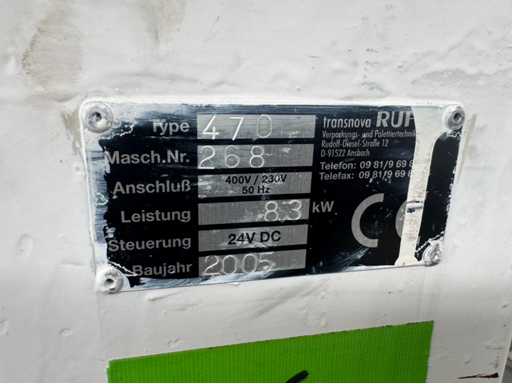 Type 470
Masch.Nr. 268
Anschluß 400V / 230V
50 Hz
Leistung 8.3 kW
Steuerung 24V DC
Baujahr 2005
transnova
Verpackungs- und Palettiertechnik
Rudolf-Diesel-Straße 12
D-91522 Ansbach
Telefon: 09 81/9 69 8
Telefax: 09 81/9 69 8
CE